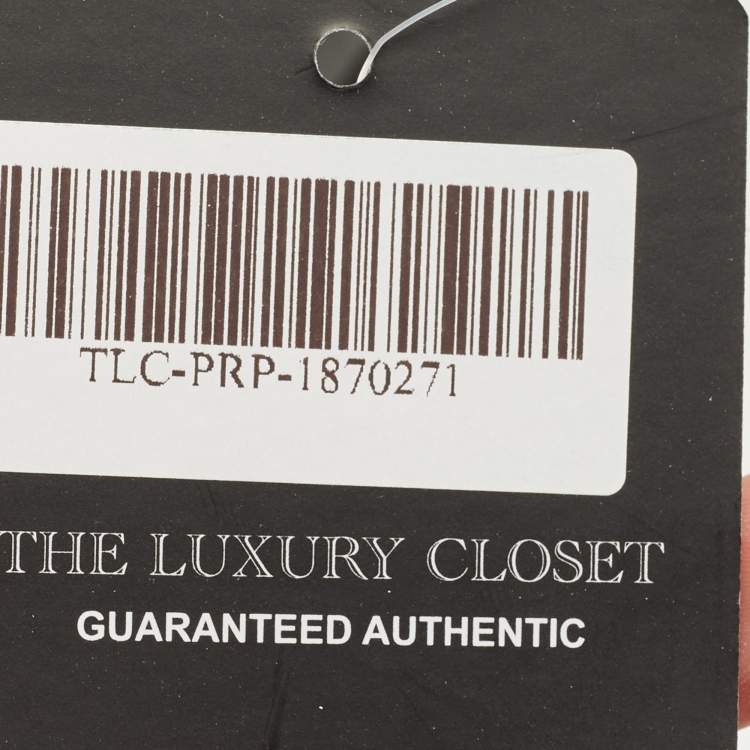 TLC-PRP-1870271
THE LUXURY CLOSET
GUARANTEED AUTHENTIC